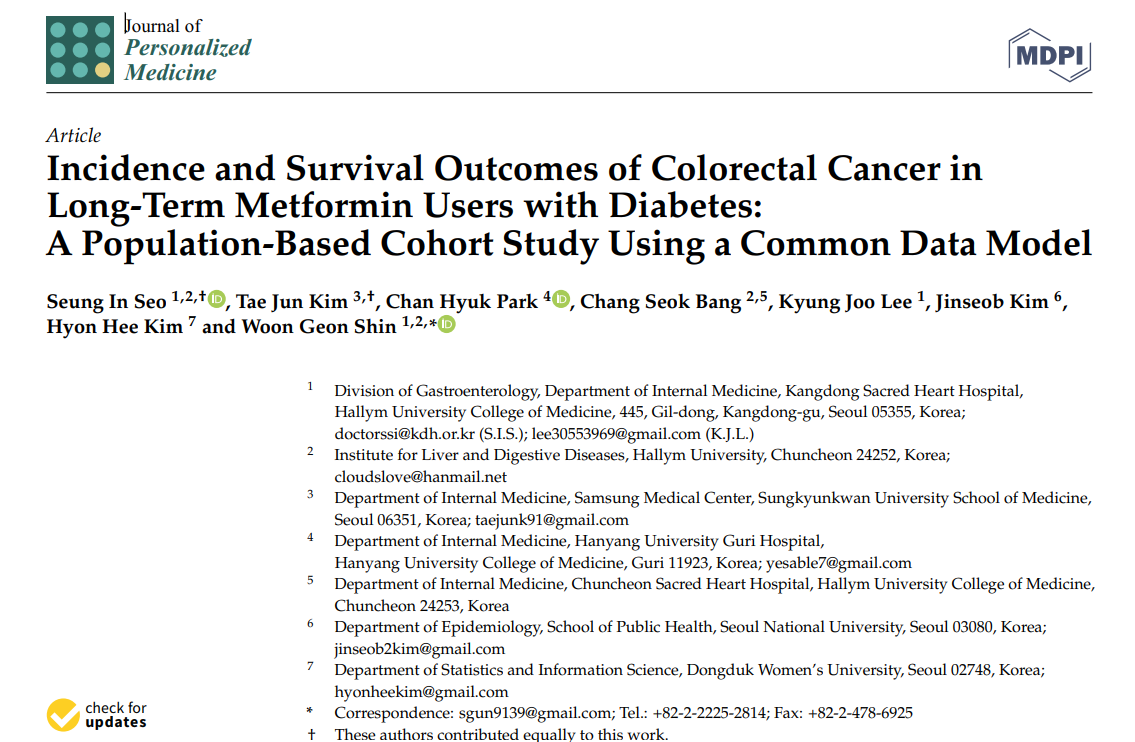 Journal of
Personalized
Medicine
MDPI
Article
Incidence and Survival Outcomes of Colorectal Cancer in
Long-Term Metformin Users with Diabetes:
A Population-Based Cohort Study Using a Common Data Model
Seung In Seo 1,2,† iD, Tae Jun Kim 3,†, Chan Hyuk Park 4 iD, Chang Seok Bang 2,5, Kyung Joo Lee 1, Jinseob Kim 6,
Hyon Hee Kim 7 and Woon Geon Shin 1,2,* iD
1 Division of Gastroenterology, Department of Internal Medicine, Kangdong Sacred Heart Hospital,
Hallym University College of Medicine, 445, Gil-dong, Kangdong-gu, Seoul 05355, Korea;
doctorssi@kdh.or.kr (S.I.S.); lee30553969@gmail.com (K.J.L.)
2 Institute for Liver and Digestive Diseases, Hallym University, Chuncheon 24252, Korea;
cloudslove@hanmail.net
3 Department of Internal Medicine, Samsung Medical Center, Sungkyunkwan University School of Medicine,
Seoul 06351, Korea; taejunk91@gmail.com
4 Department of Internal Medicine, Hanyang University Guri Hospital,
Hanyang University College of Medicine, Guri 11923, Korea; yesable7@gmail.com
5 Department of Internal Medicine, Chuncheon Sacred Heart Hospital, Hallym University College of Medicine,
Chuncheon 24253, Korea
6 Department of Epidemiology, School of Public Health, Seoul National University, Seoul 03080, Korea;
jinseob2kim@gmail.com
7 Department of Statistics and Information Science, Dongduk Women's University, Seoul 02748, Korea;
hyonheekim@gmail.com
* Correspondence: sgun9139@gmail.com; Tel.: +82-2-2225-2814; Fax: +82-2-478-6925
† These authors contributed equally to this work.
check for
updates